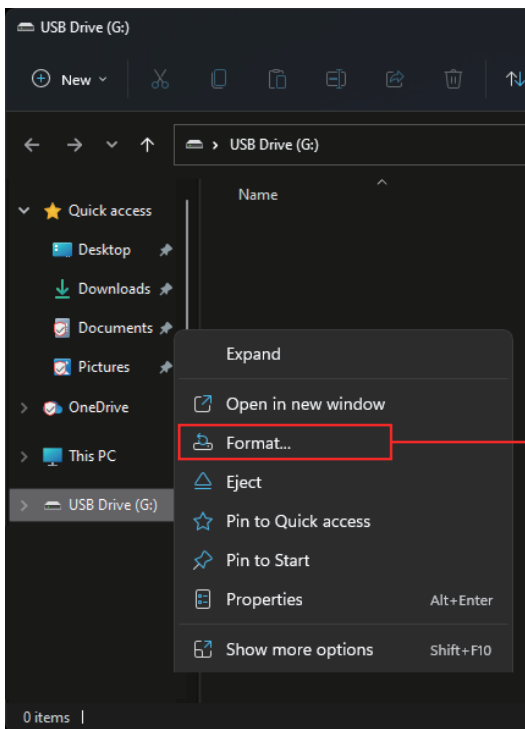 USB Drive (G:)
New
USB Drive (G:)
Name
Quick access
Desktop
Downloads
Documents
Pictures
OneDrive
This PC
USB Drive (G:)
Expand
Open in new window
Format...
Eject
Pin to Quick access
Pin to Start
Properties Alt+Enter
Show more options Shift+F10
0 items